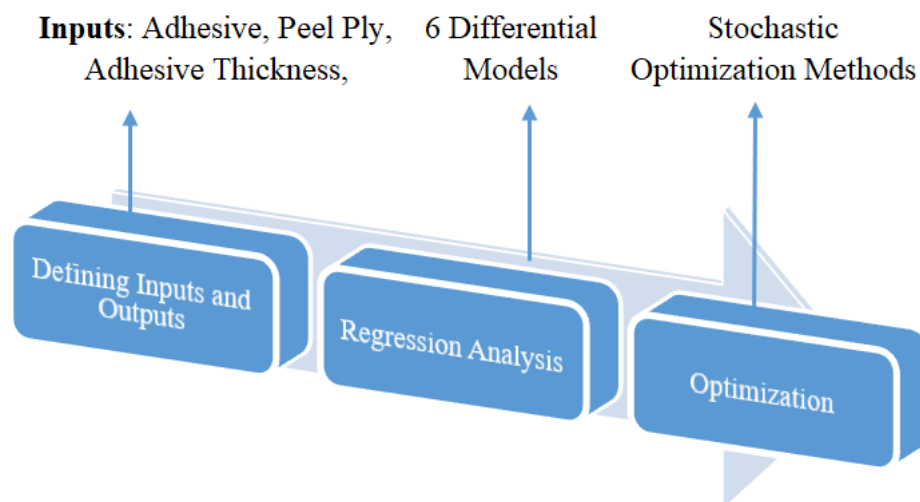 Inputs: Adhesive, Peel Ply,
Adhesive Thickness,
6 Differential
Models
Stochastic
Optimization Methods
Defining Inputs and
Outputs
Regression Analysis
Optimization